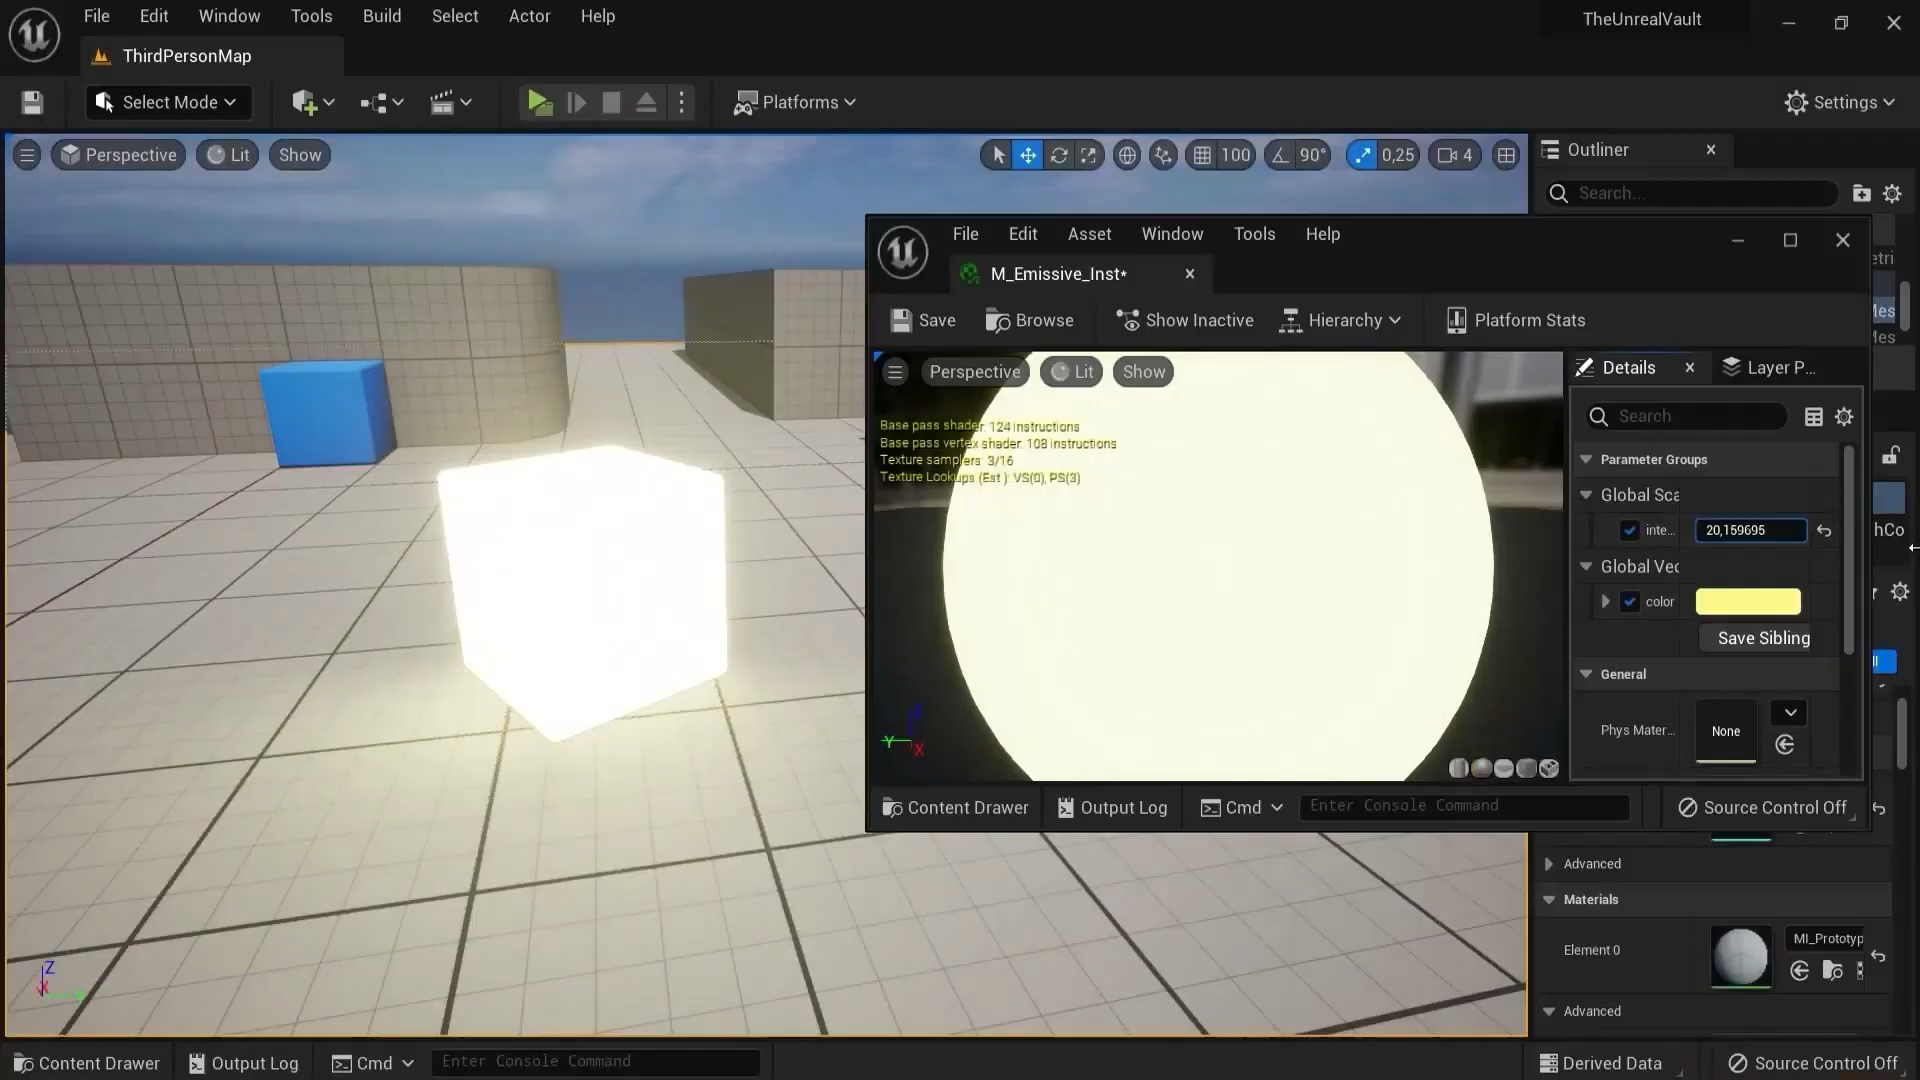 File Edit Window Tools Build Select Actor Help
TheUnrealVault
ThirdPersonMap
Select Mode
Platforms
Settings
Perspective Lit Show
100 90° 0,25 4
Outliner
Search...
File Edit Asset Window Tools Help
M_Emissive_Inst*
Save Browse Show Inactive Hierarchy Platform Stats
Perspective Lit Show
Details Layer P...
Base pass shader: 124 instructions
Base pass vertex shader: 108 instructions
Texture samplers: 3/16
Texture Lookups (Est.): VS(0), PS(3)
Search
Parameter Groups
Global Sca
inte... 20,159695
hCo
Global Vec
color
Save Sibling
General
Phys Mater... None
Z
Y X
Content Drawer Output Log Cmd Enter Console Command Source Control Off
Advanced
Materials
Element 0 MI_Prototyp
Advanced
Z
X Y
Content Drawer Output Log Cmd Enter Console Command Derived Data Source Control Off